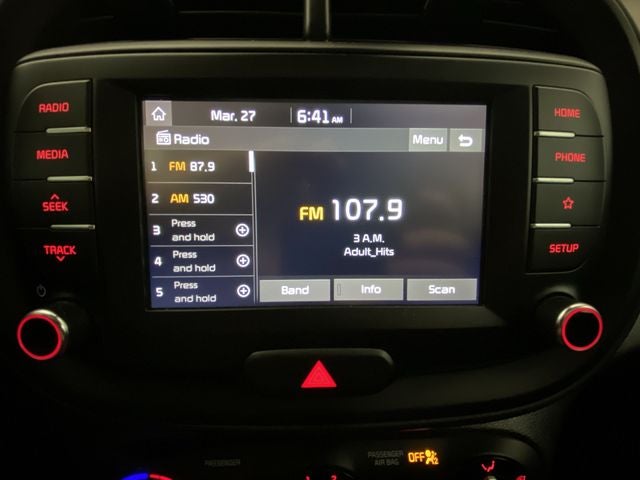 Mar. 27 6:41 AM
RADIO
MEDIA
SEEK
TRACK
Radio Menu
1 FM 87.9
2 AM 530
3 Press and hold
4 Press and hold
5 Press and hold
FM 107.9
3 A.M.
Adult_Hits
Band Info Scan
HOME
PHONE
SETUP
PASSENGER
PASSENGER
AIR BAG OFF